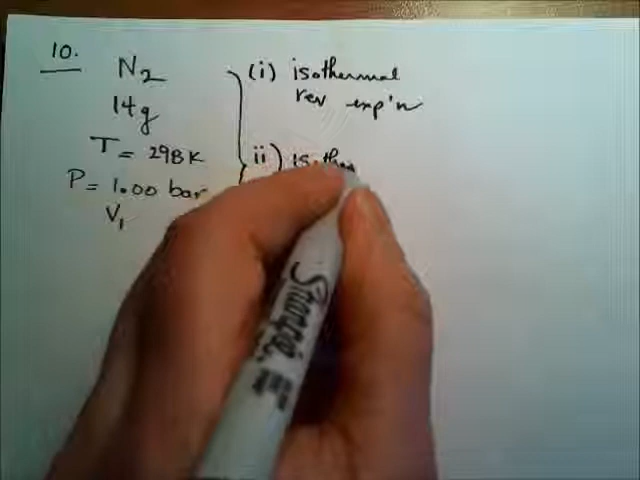 10.
N2
14g
T = 298K
P = 1.00 bar
V1
(i) isothermal
rev exp'n
ii)
Sharpie